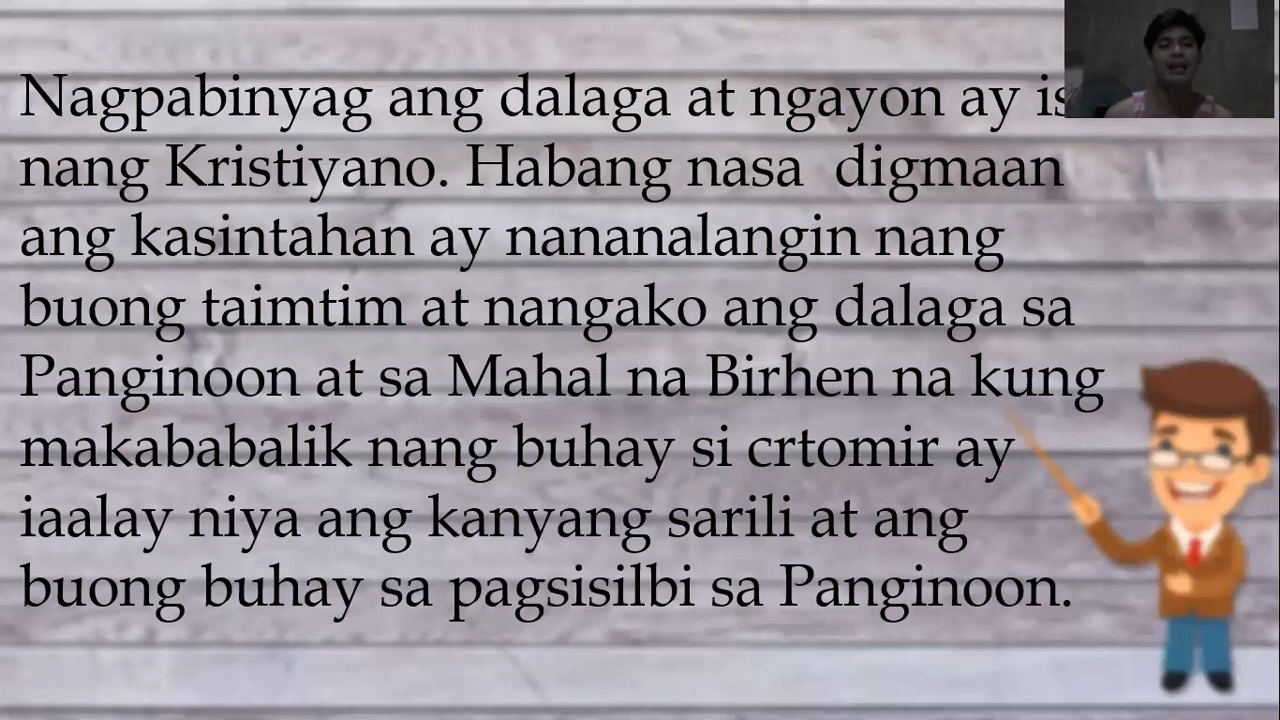 Nagpabinyag ang dalaga at ngayon ay
nang Kristiyano. Habang nasa digmaan
ang kasintahan ay nananalangin nang
buong taimtim at nangako ang dalaga sa
Panginoon at sa Mahal na Birhen na kung
makababalik nang buhay si crtomir ay
iaalay niya ang kanyang sarili at ang
buong buhay sa pagsisilbi sa Panginoon.